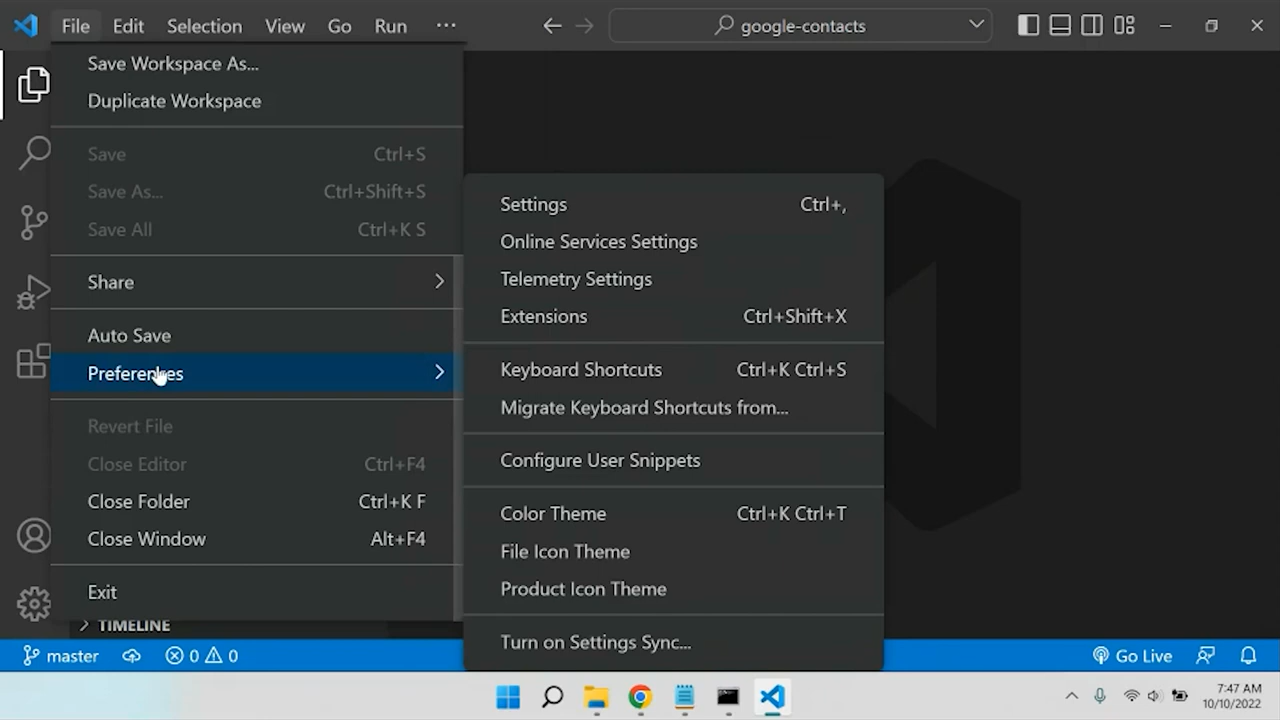 File Edit Selection View Go Run ··· google-contacts
Save Workspace As...
Duplicate Workspace
Save Ctrl+S
Save As... Ctrl+Shift+S
Save All Ctrl+K S
Share
Auto Save
Preferences
Revert File
Close Editor Ctrl+F4
Close Folder Ctrl+K F
Close Window Alt+F4
Exit
Settings Ctrl+,
Online Services Settings
Telemetry Settings
Extensions Ctrl+Shift+X
Keyboard Shortcuts Ctrl+K Ctrl+S
Migrate Keyboard Shortcuts from...
Configure User Snippets
Color Theme Ctrl+K Ctrl+T
File Icon Theme
Product Icon Theme
Turn on Settings Sync...
TIMELINE
master 0 0 Go Live
7:47 AM
10/10/2022